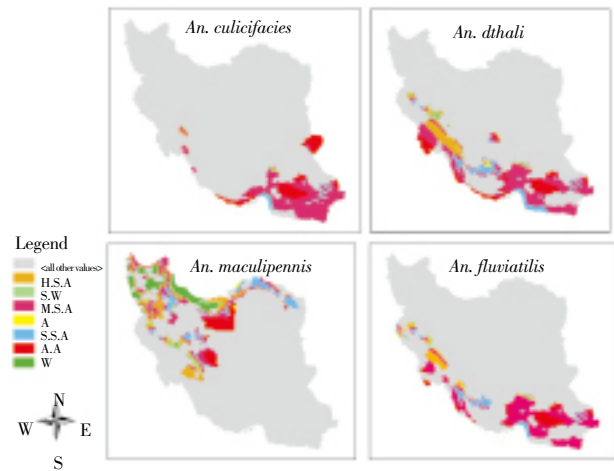 An. culicifacies
An. dthali
Legend
<all other values>
H.S.A
S.W
M.S.A
A
S.S.A
A.A
W
An. maculipennis
An. fluviatilis
N
W E
S